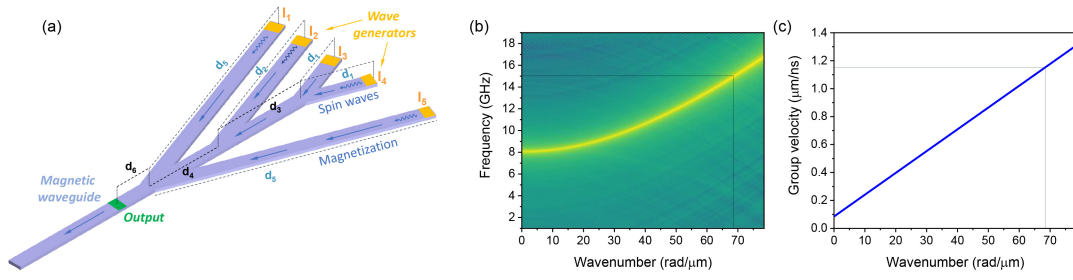 (a)
I1
I2
I3
I4
I5
Wave
generators
d5
d2
d1
d1
d3
Spin waves
d4
d5
Magnetization
d6
Magnetic
waveguide
Output
(b)
Frequency (GHz)
18
16
14
12
10
8
6
4
2
0 10 20 30 40 50 60 70
Wavenumber (rad/μm)
(c)
Group velocity (μm/ns)
1.4
1.2
1.0
0.8
0.6
0.4
0.2
0.0
0 10 20 30 40 50 60 70
Wavenumber (rad/μm)